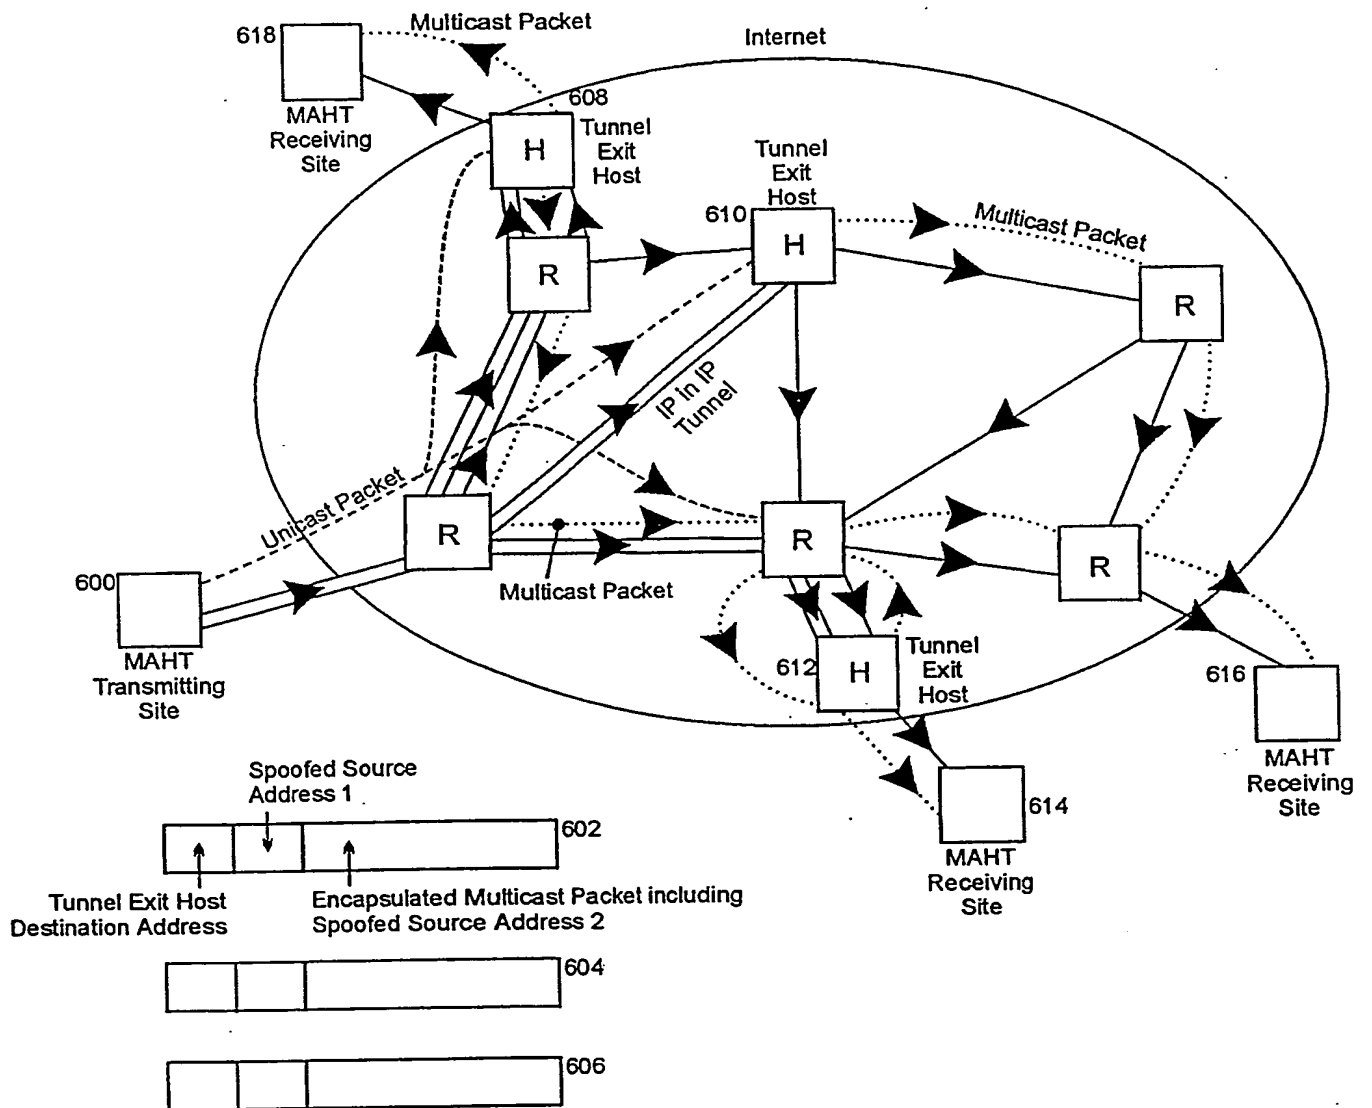 Multicast Packet
Internet
618
MAHT
Receiving
Site
608
H
Tunnel
Exit
Host
Tunnel
Exit
Host
610
H
Multicast Packet
R
R
IP in IP
Tunnel
Unicast Packet
R
R
R
Multicast Packet
600
MAHT
Transmitting
Site
612
H
Tunnel
Exit
Host
616
MAHT
Receiving
Site
614
MAHT
Receiving
Site
Spoofed Source
Address 1
602
Tunnel Exit Host
Destination Address
Encapsulated Multicast Packet including
Spoofed Source Address 2
604
606